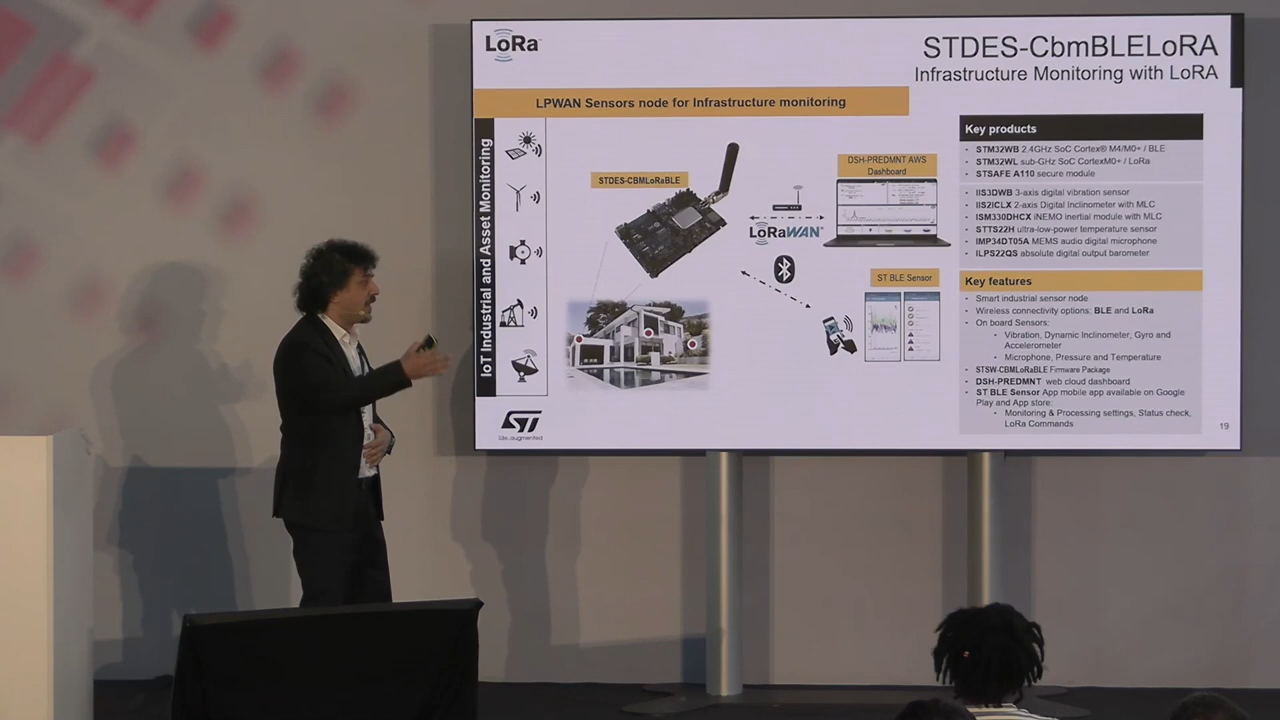 LoRa
STDES-CbmBLELoRA
Infrastructure Monitoring with LoRA
LPWAN Sensors node for Infrastructure monitoring
IoT Industrial and Asset Monitoring
STDES-CBMLoRaBLE
DSH-PREDMNT AWS
Dashboard
LoRaWAN
ST BLE Sensor
ST
life.augmented
Key products
• STM32WB 2.4GHz SoC Cortex® M4/M0+ / BLE
• STM32WL sub-GHz SoC CortexM0+ / LoRa
• STSAFE A110 secure module
• IIS3DWB 3-axis digital vibration sensor
• IIS2ICLX 2-axis Digital Inclinometer with MLC
• ISM330DHCX iNEMO inertial module with MLC
• STTS22H ultra-low-power temperature sensor
• IMP34DT05A MEMS audio digital microphone
• ILPS22QS absolute digital output barometer
Key features
• Smart industrial sensor node
• Wireless connectivity options: BLE and LoRa
• On board Sensors:
• Vibration, Dynamic Inclinometer, Gyro and
Accelerometer
• Microphone, Pressure and Temperature
• STSW-CBMLoRaBLE Firmware Package
• DSH-PREDMNT web cloud dashboard
• ST BLE Sensor App mobile app available on Google
Play and App store:
• Monitoring & Processing settings, Status check,
LoRa Commands
19